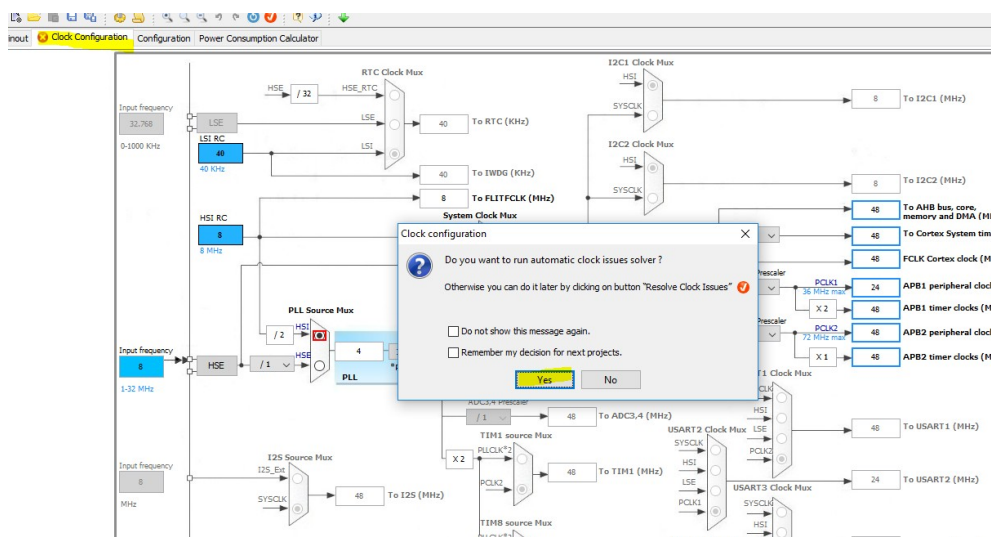 inout Clock Configuration Configuration Power Consumption Calculator
I2C1 Clock Mux
HSI
SYSCLK
8 To I2C1 (MHz)
RTC Clock Mux
HSE / 32 HSE_RTC
Input frequency
32.768
0-1000 KHz
LSE
LSE
40 To RTC (KHz)
LSI RC
40
40 KHz
LSI
I2C2 Clock Mux
HSI
SYSCLK
8 To I2C2 (MHz)
40 To IWDG (KHz)
8 To FLITFCLK (MHz)
System Clock Mux
HSI RC
8
8 MHz
48 To AHB bus, core,
memory and DMA (M
48 To Cortex System tim
48 FCLK Cortex clock (M
Clock configuration
Do you want to run automatic clock issues solver ?
Otherwise you can do it later by clicking on button "Resolve Clock Issues"
Do not show this message again.
Remember my decision for next projects.
Yes No
Prescaler
PCLK1
36 MHz max
24 APB1 peripheral cloc
X 2 48 APB1 timer clocks (M
Prescaler
PCLK2
72 MHz max
48 APB2 peripheral cloc
X 1 48 APB2 timer clocks (M
PLL Source Mux
/ 2 HSI
4
PLL
Input frequency
8
1-32 MHz
HSE / 1 HSE
ADC3,4 Prescaler
/ 1 48 To ADC3,4 (MHz)
T1 Clock Mux
HSI
LSE
PCLK2
48 To USART1 (MHz)
TIM1 source Mux
X 2 PLLCLK*2
PCLK2
48 To TIM1 (MHz)
USART2 Clock Mux
SYSCLK
HSI
LSE
PCLK1
24 To USART2 (MHz)
Input frequency
8
MHz
I2S Source Mux
I2S_Ext
SYSCLK
48 To I2S (MHz)
USART3 Clock Mux
SYSCLK
HSI
TIM8 source Mux